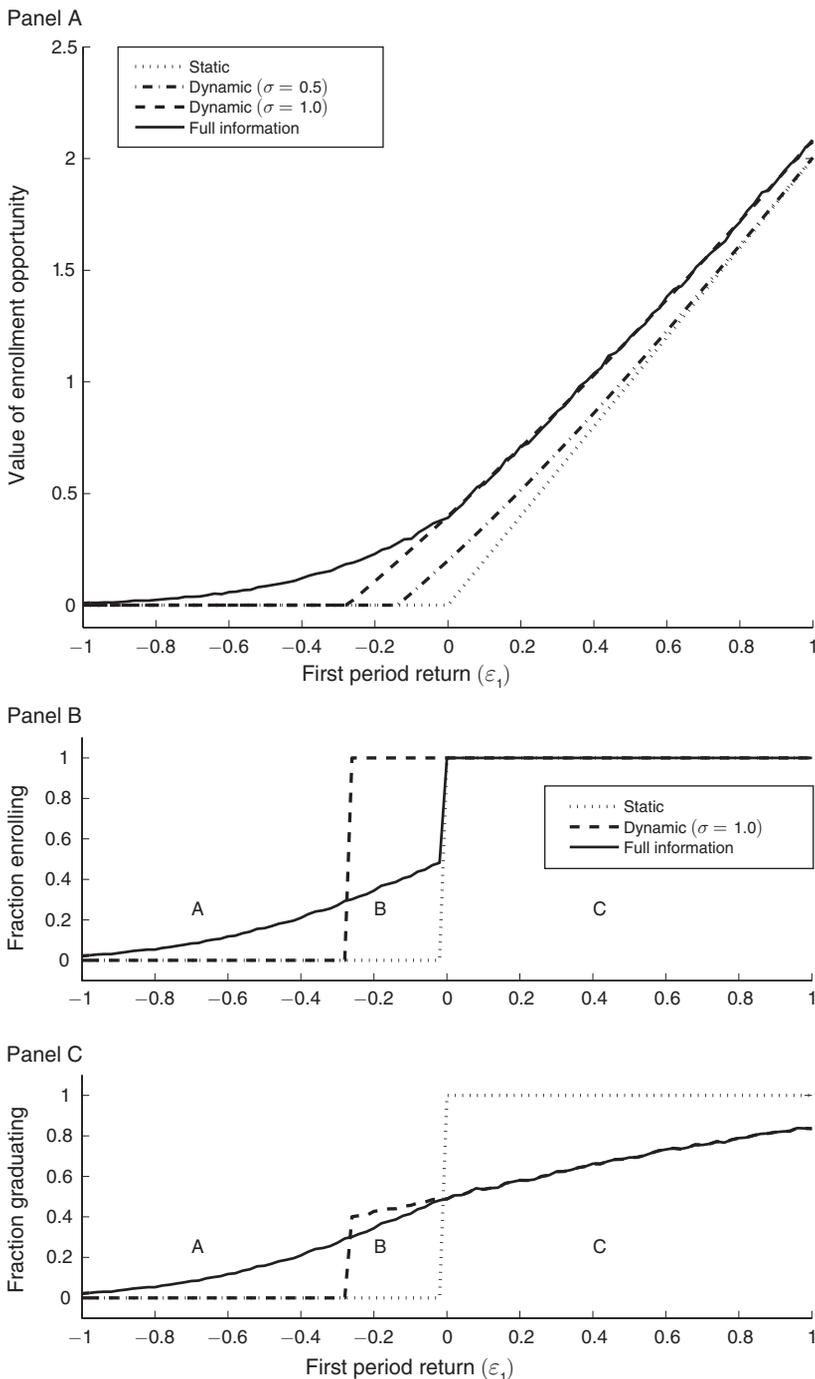 Panel A
2.5
Static
Dynamic (σ = 0.5)
Dynamic (σ = 1.0)
Full information
2
1.5
1
0.5
0
Value of enrollment opportunity
−1 −0.8 −0.6 −0.4 −0.2 0 0.2 0.4 0.6 0.8 1
First period return (ε₁)
Panel B
1
0.8
0.6
0.4
0.2
0
Fraction enrolling
Static
Dynamic (σ = 1.0)
Full information
A B C
−1 −0.8 −0.6 −0.4 −0.2 0 0.2 0.4 0.6 0.8 1
Panel C
1
0.8
0.6
0.4
0.2
0
Fraction graduating
A B C
−1 −0.8 −0.6 −0.4 −0.2 0 0.2 0.4 0.6 0.8 1
First period return (ε₁)